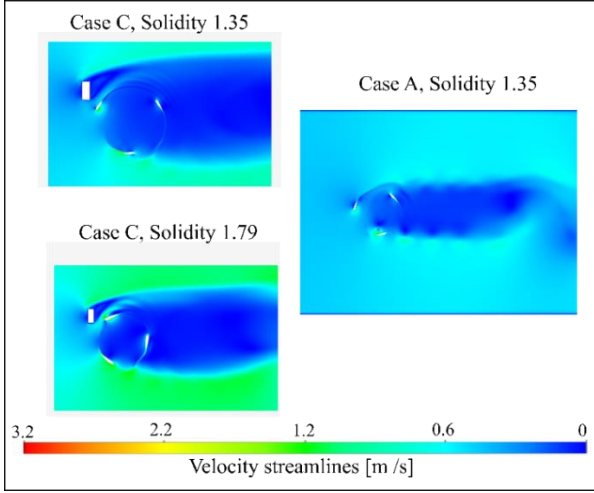 Case C, Solidity 1.35
Case A, Solidity 1.35
Case C, Solidity 1.79
3.2 2.2 1.2 0.6 0
Velocity streamlines [m /s]